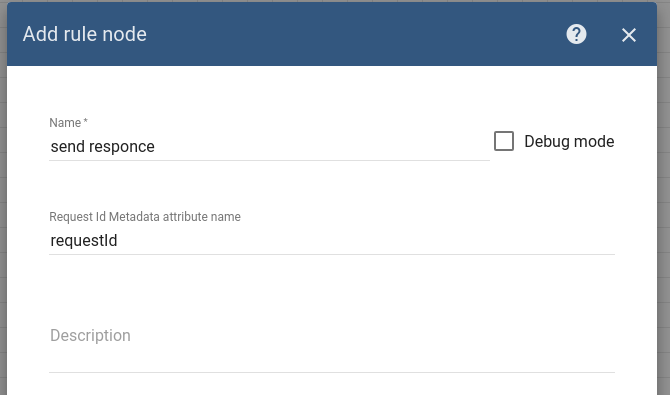 Add rule node
Name *
send responce
Debug mode
Request Id Metadata attribute name
requestId
Description